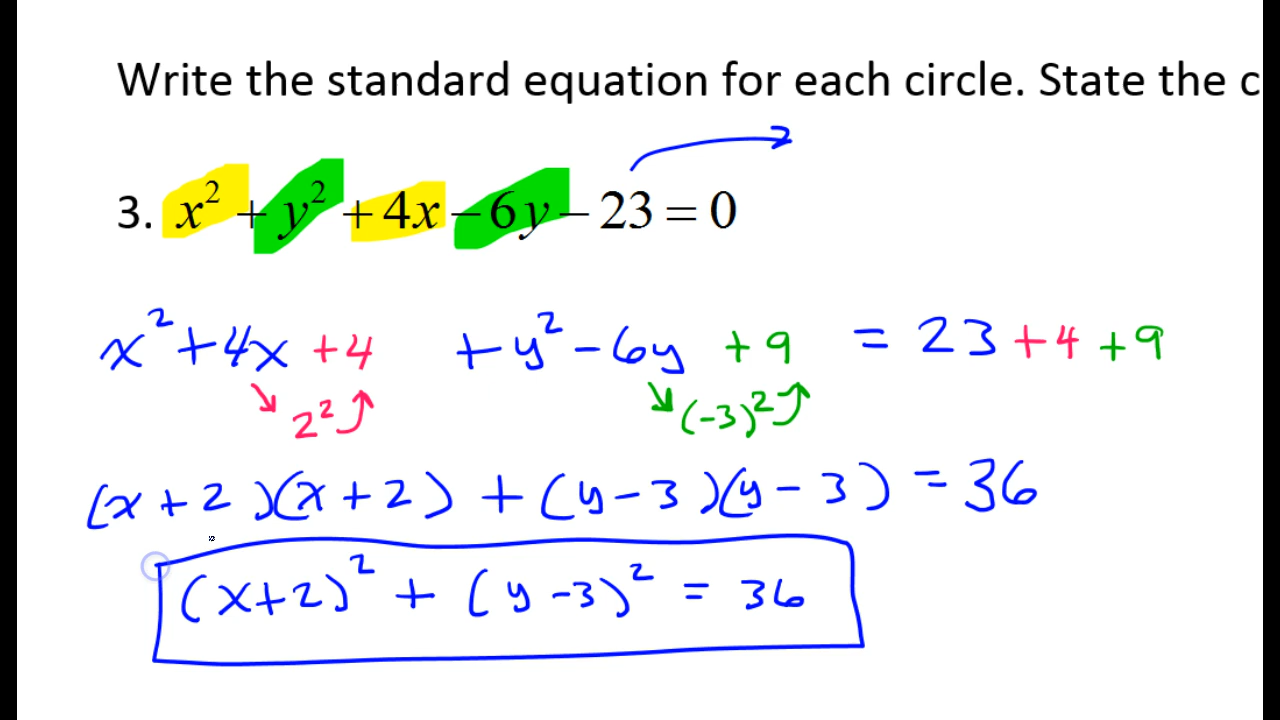 Write the standard equation for each circle. State the c
3. x² + y² + 4x − 6y − 23 = 0
x² + 4x + 4 + y² − 6y + 9 = 23 + 4 + 9
2² (−3)²
(x + 2)(x + 2) + (y − 3)(y − 3) = 36
(x+2)² + (y −3)² = 36